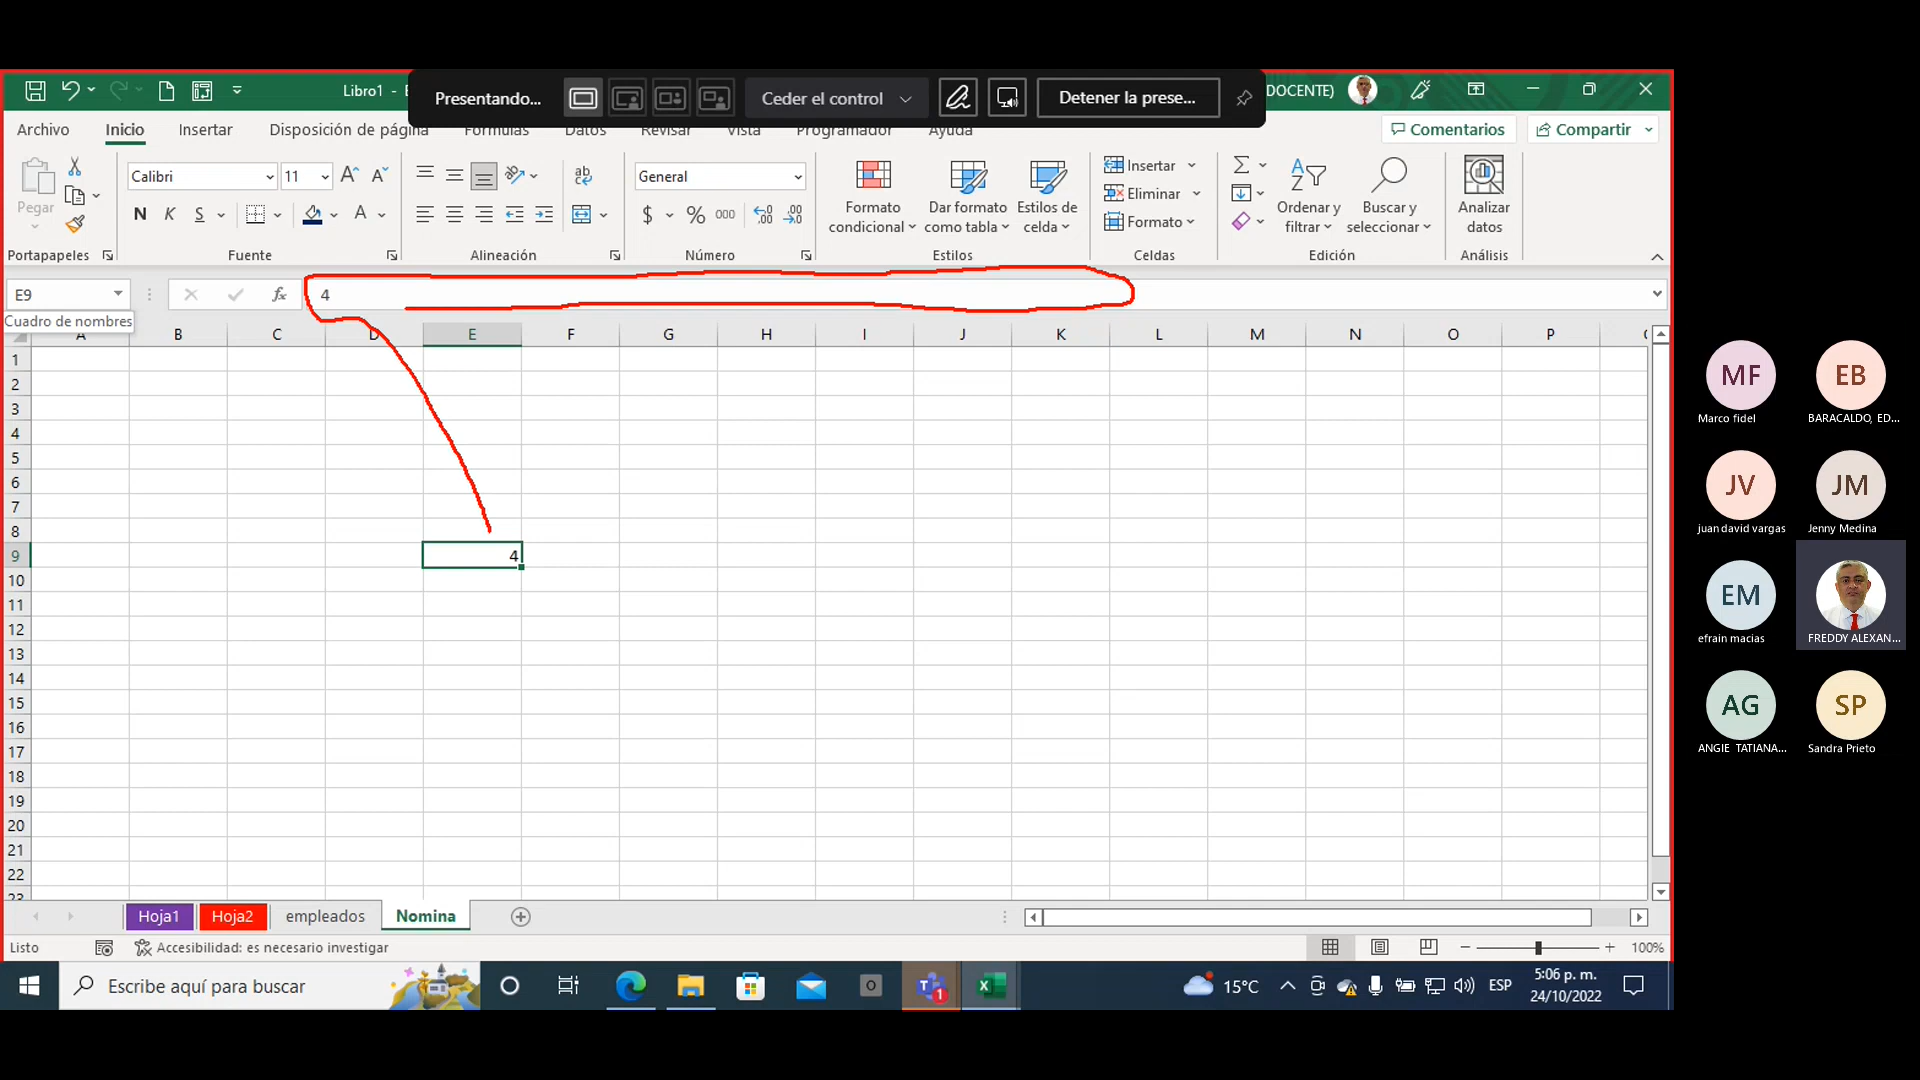 Libro1 -
Presentando...
Ceder el control
Detener la prese...
DOCENTE)
Archivo
Inicio
Insertar
Disposición de página
Fórmulas
Datos
Revisar
Vista
Programador
Ayuda
Comentarios
Compartir
Pegar
Calibri
11
N K S
General
$ % 000
Formato condicional
Dar formato como tabla
Estilos de celda
Insertar
Eliminar
Formato
Ordenar y filtrar
Buscar y seleccionar
Analizar datos
Portapapeles
Fuente
Alineación
Número
Estilos
Celdas
Edición
Análisis
E9
fx
4
Cuadro de nombres
A B C D E F G H I J K L M N O P
1
2
3
4
5
6
7
8
9 4
10
11
12
13
14
15
16
17
18
19
20
21
22
23
Hoja1
Hoja2
empleados
Nomina
Listo
Accesibilidad: es necesario investigar
100%
Escribe aquí para buscar
15°C
ESP
5:06 p. m.
24/10/2022
MF
Marco fidel
EB
BARACALDO, ED...
JV
juan david vargas
JM
Jenny Medina
EM
efrain macias
FREDDY ALEXAN...
AG
ANGIE TATIANA...
SP
Sandra Prieto